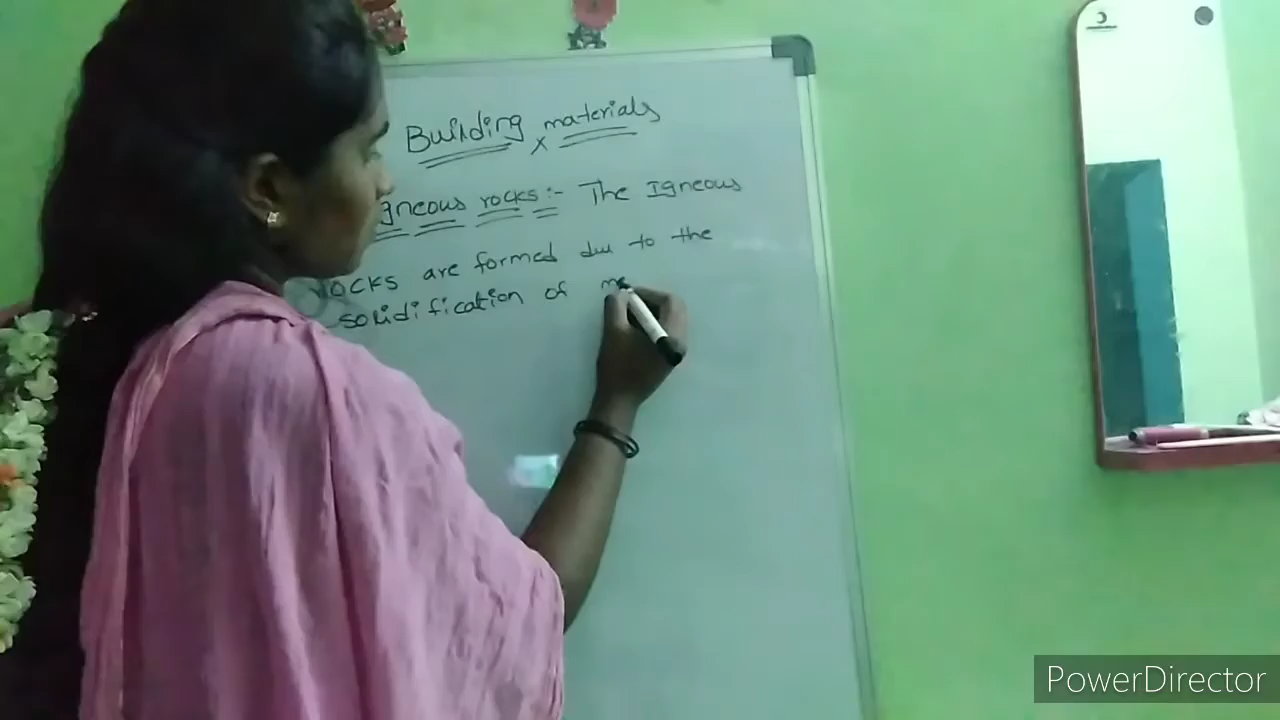 Building materials
x
gneous rocks :- The Igneous
rocks are formed due to the
solidification of
PowerDirector